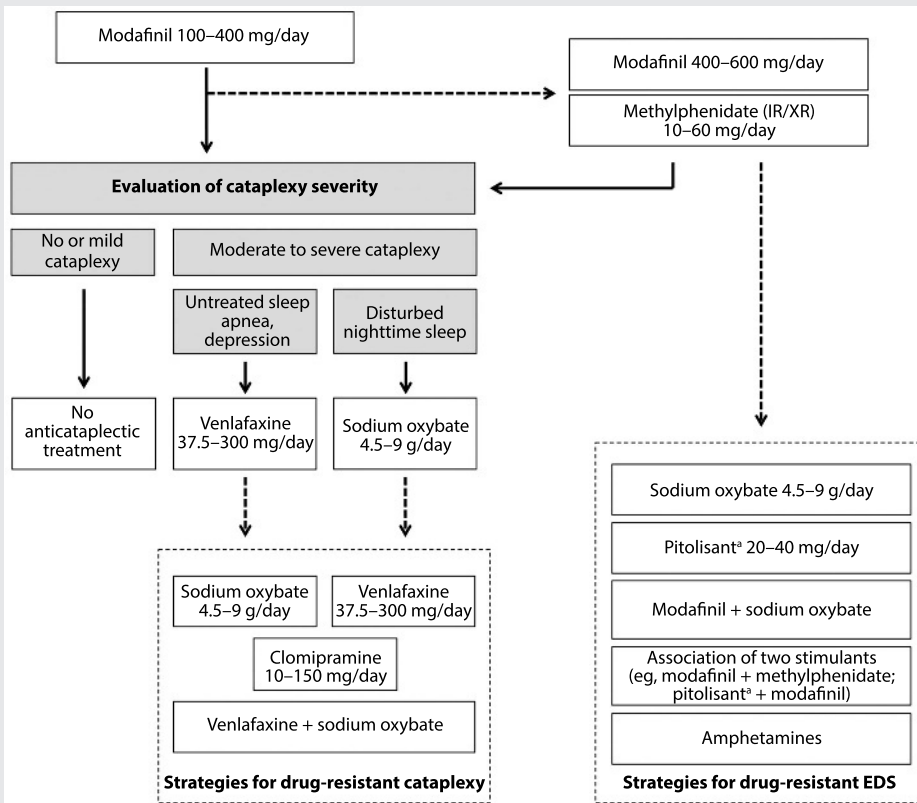 Modafinil 100–400 mg/day
Modafinil 400–600 mg/day
Methylphenidate (IR/XR)
10–60 mg/day
Evaluation of cataplexy severity
No or mild
cataplexy
Moderate to severe cataplexy
Untreated sleep
apnea,
depression
Disturbed
nighttime sleep
No
anticataplectic
treatment
Venlafaxine
37.5–300 mg/day
Sodium oxybate
4.5–9 g/day
Sodium oxybate
4.5–9 g/day
Venlafaxine
37.5–300 mg/day
Clomipramine
10–150 mg/day
Venlafaxine + sodium oxybate
Strategies for drug-resistant cataplexy
Sodium oxybate 4.5–9 g/day
Pitolisantᵃ 20–40 mg/day
Modafinil + sodium oxybate
Association of two stimulants
(eg, modafinil + methylphenidate;
pitolisantᵃ + modafinil)
Amphetamines
Strategies for drug-resistant EDS